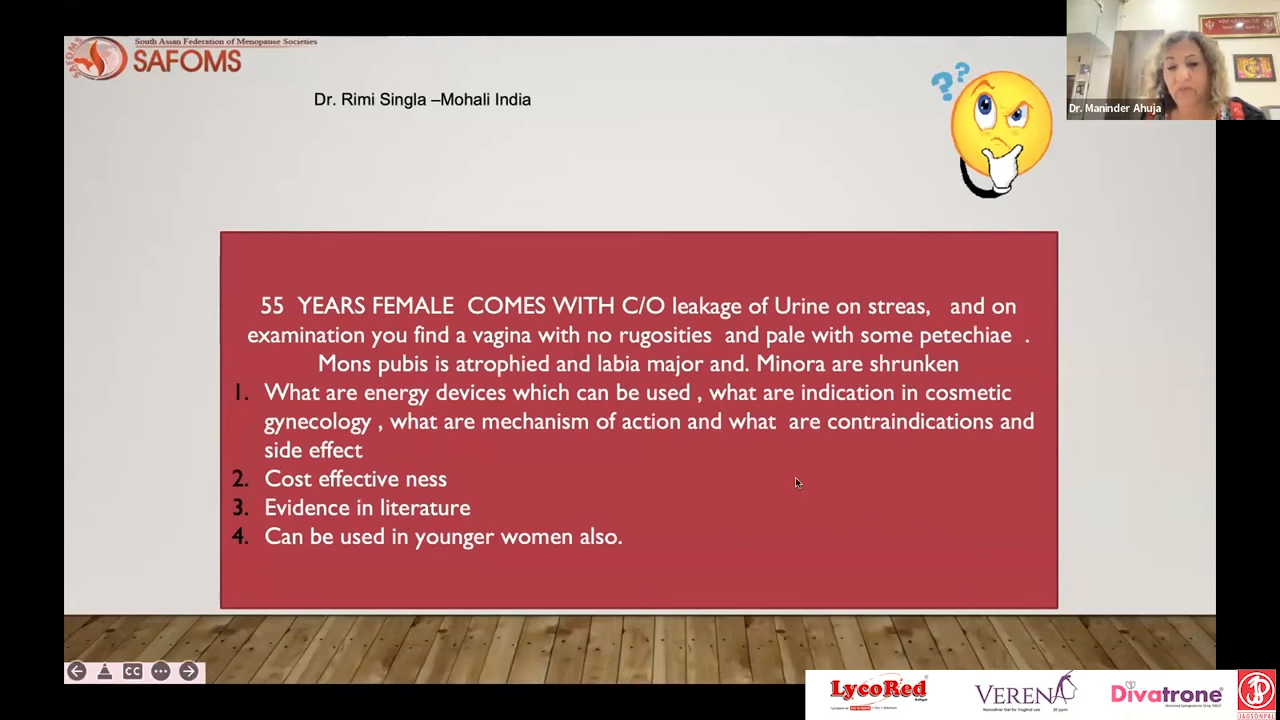 South Asian Federation of Menopause Societies
SAFOMS
SAFOMS
Dr. Rimi Singla –Mohali India
??
Dr. Maninder Ahuja
55 YEARS FEMALE COMES WITH C/O leakage of Urine on streas, and on
examination you find a vagina with no rugosities and pale with some petechiae .
Mons pubis is atrophied and labia major and. Minora are shrunken
1. What are energy devices which can be used , what are indication in cosmetic
gynecology , what are mechanism of action and what are contraindications and
side effect
2. Cost effective ness
3. Evidence in literature
4. Can be used in younger women also.
CC
LycoRed
VERENA
Divatrone
JAGSONPAL